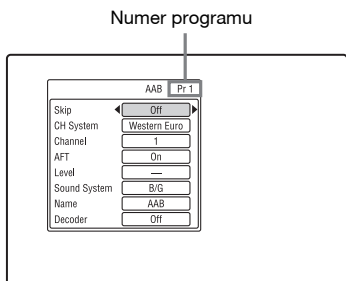 Numer programu
AAB Pr 1
Skip Off
CH System Western Euro
Channel 1
AFT On
Level —
Sound System B/G
Name AAB
Decoder Off